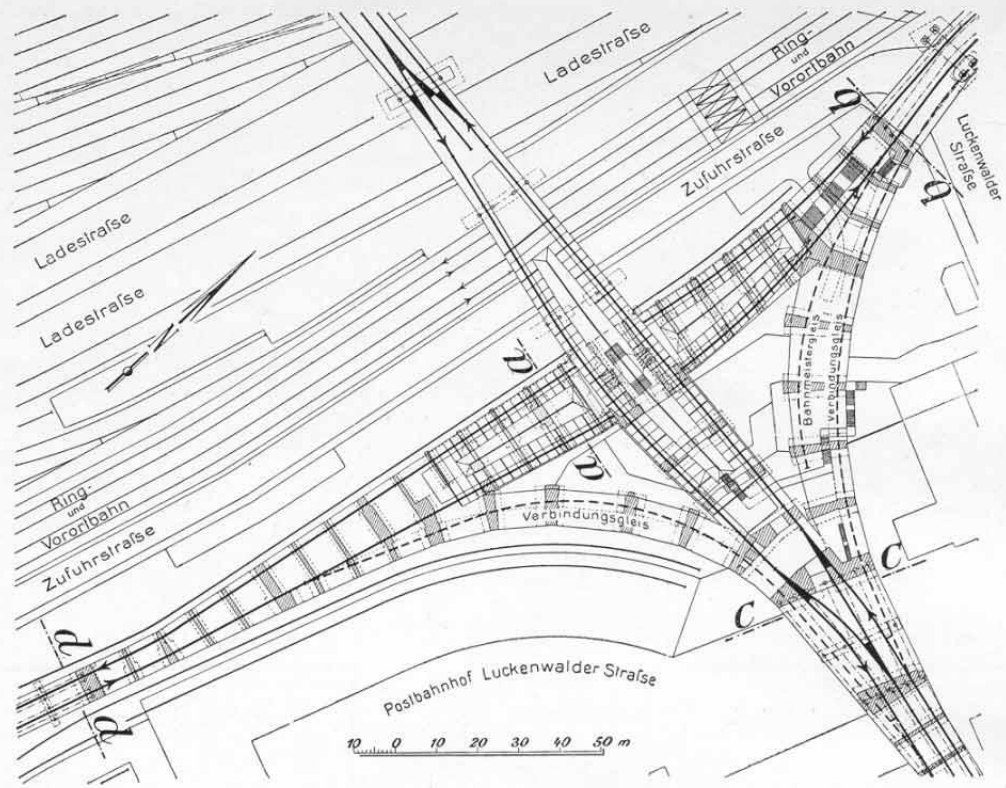 Ladestraſse
Ring-
und
Vorortbahn
b
Luckenwalder
Straſse
Zufuhrstraſse
b
Ladestraſse
Ladestraſse
a
Bahnmeistergleis
Verbindungsgleis
a
Ring-
und
Vorortbahn
Verbindungsgleis
Zufuhrstraſse
C
C
d
d
Postbahnhof Luckenwalder Straſse
10 0 10 20 30 40 50 m